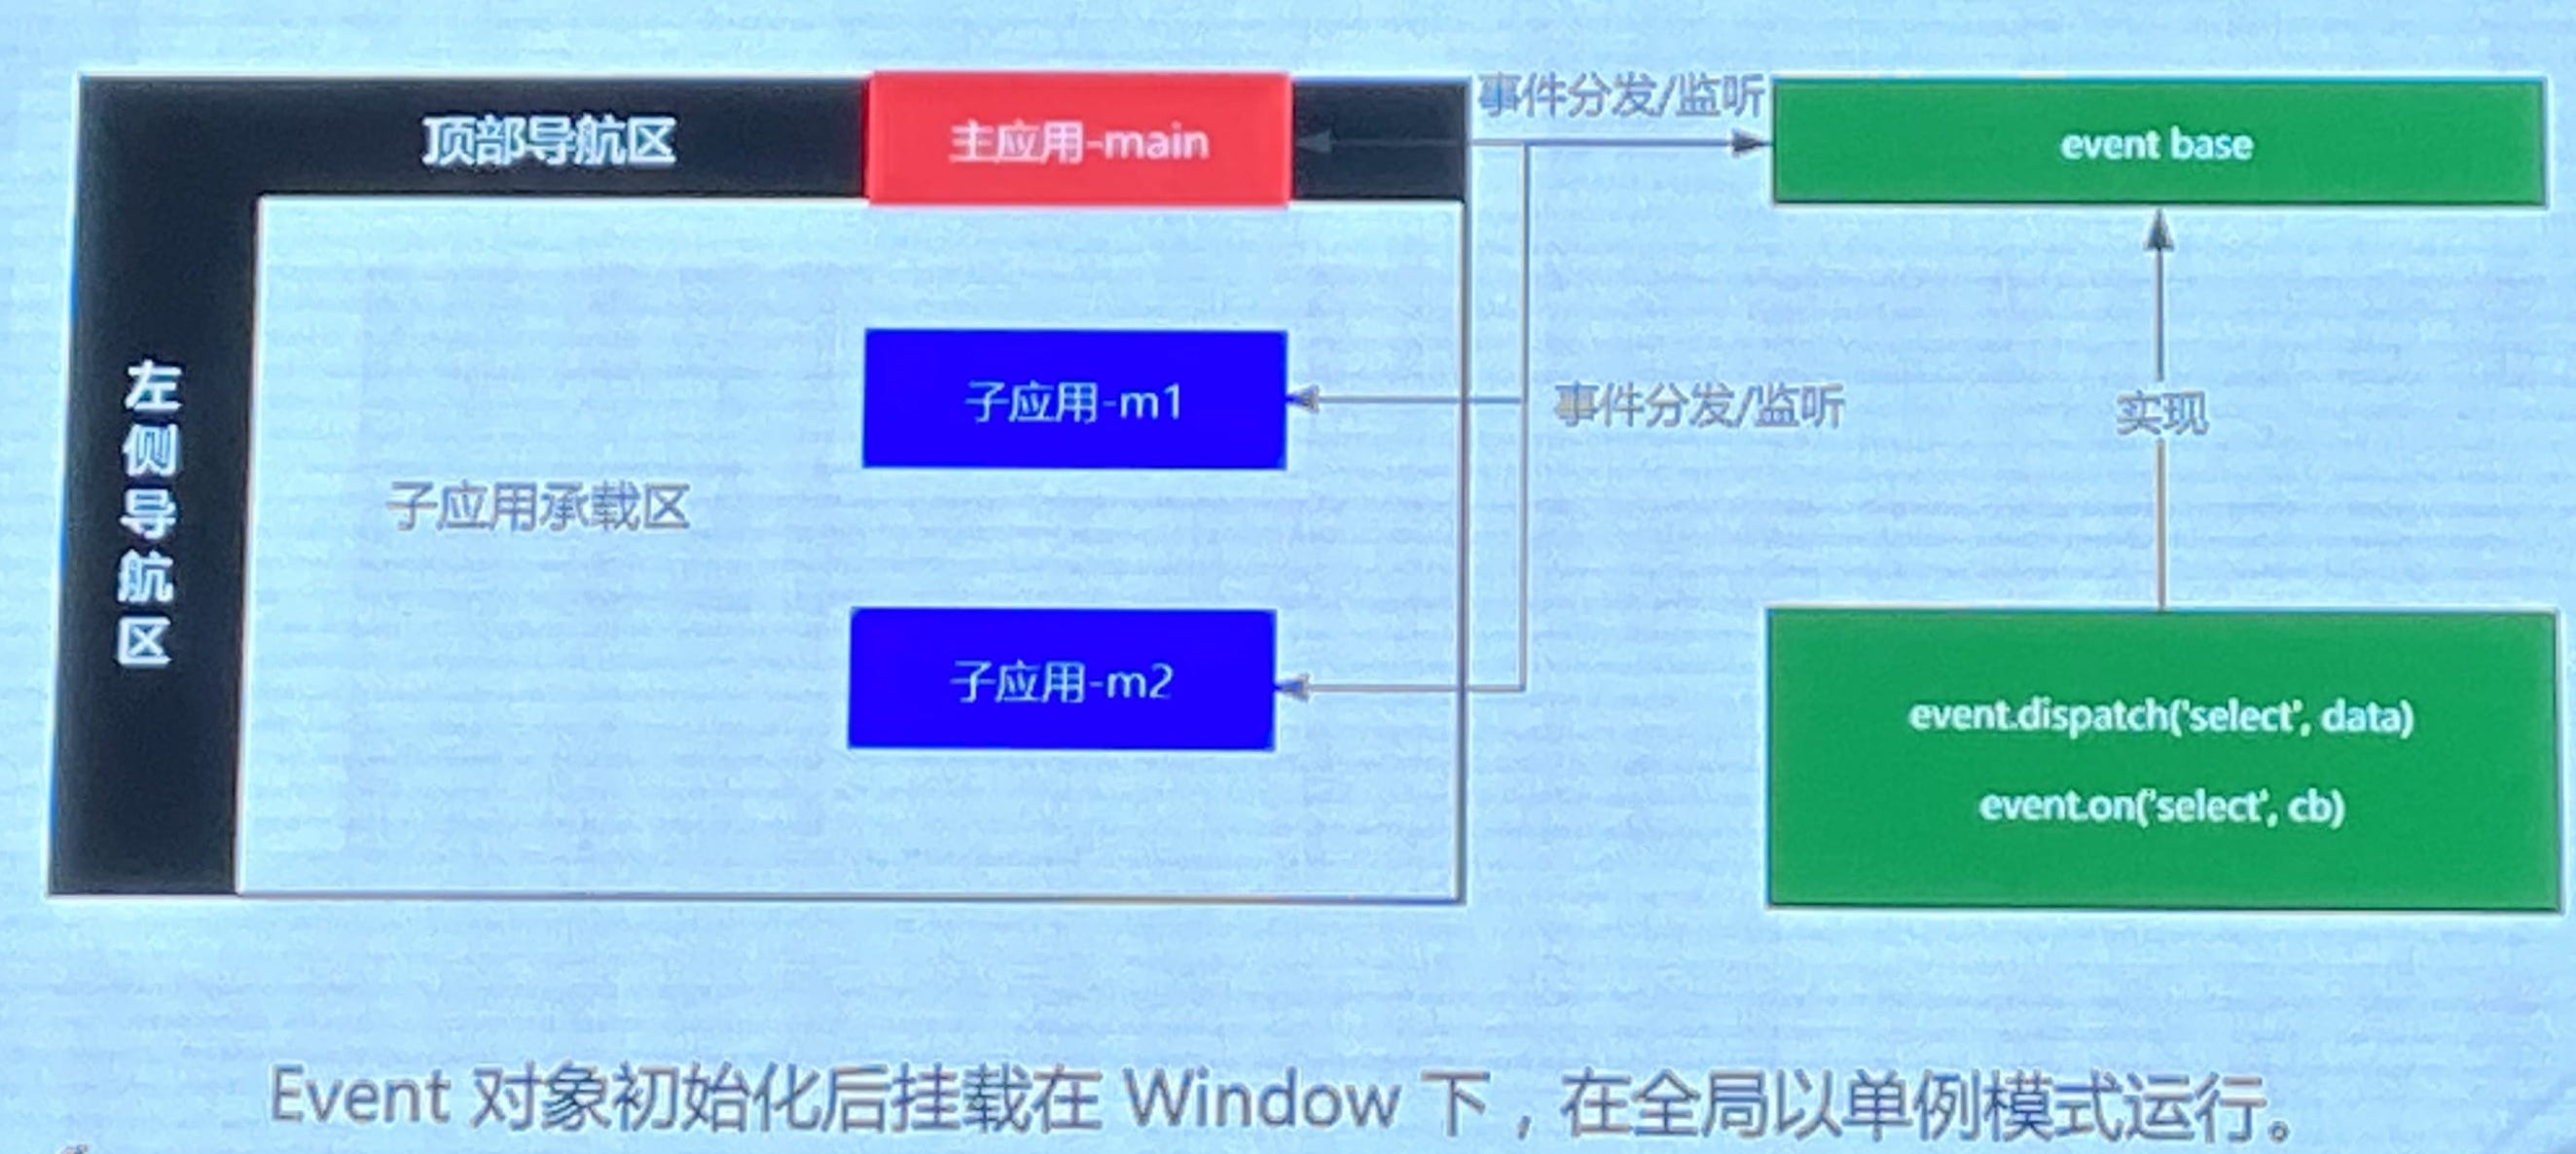 顶部导航区
主应用-main
事件分发/监听
event base
左侧导航区
子应用-m1
事件分发/监听
实现
子应用承载区
子应用-m2
event.dispatch('select', data)
event.on('select', cb)
Event 对象初始化后挂载在 Window 下，在全局以单例模式运行。